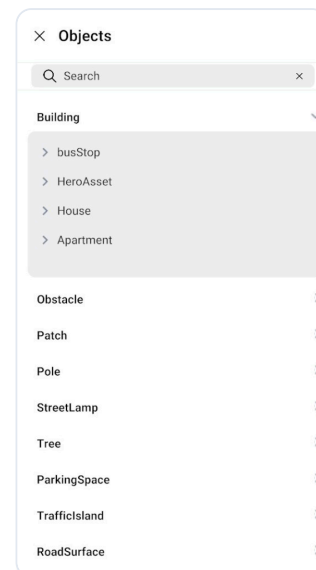 Objects
Search
Building
busStop
HeroAsset
House
Apartment
Obstacle
Patch
Pole
StreetLamp
Tree
ParkingSpace
TrafficIsland
RoadSurface